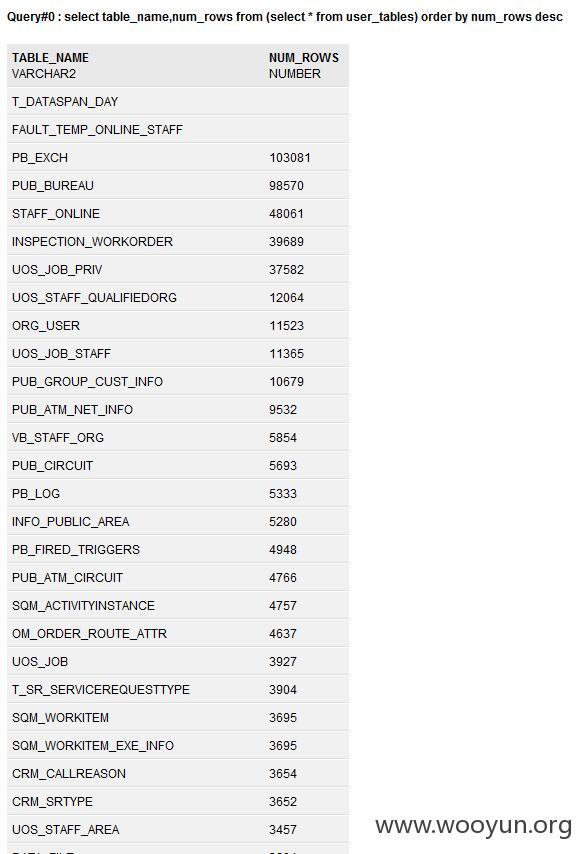 Query#0 : select table_name,num_rows from (select * from user_tables) order by num_rows desc
TABLE_NAME NUM_ROWS
VARCHAR2 NUMBER
T_DATASPAN_DAY
FAULT_TEMP_ONLINE_STAFF
PB_EXCH 103081
PUB_BUREAU 98570
STAFF_ONLINE 48061
INSPECTION_WORKORDER 39689
UOS_JOB_PRIV 37582
UOS_STAFF_QUALIFIEDORG 12064
ORG_USER 11523
UOS_JOB_STAFF 11365
PUB_GROUP_CUST_INFO 10679
PUB_ATM_NET_INFO 9532
VB_STAFF_ORG 5854
PUB_CIRCUIT 5693
PB_LOG 5333
INFO_PUBLIC_AREA 5280
PB_FIRED_TRIGGERS 4948
PUB_ATM_CIRCUIT 4766
SQM_ACTIVITYINSTANCE 4757
OM_ORDER_ROUTE_ATTR 4637
UOS_JOB 3927
T_SR_SERVICEREQUESTTYPE 3904
SQM_WORKITEM 3695
SQM_WORKITEM_EXE_INFO 3695
CRM_CALLREASON 3654
CRM_SRTYPE 3652
UOS_STAFF_AREA 3457
www.wooyun.org